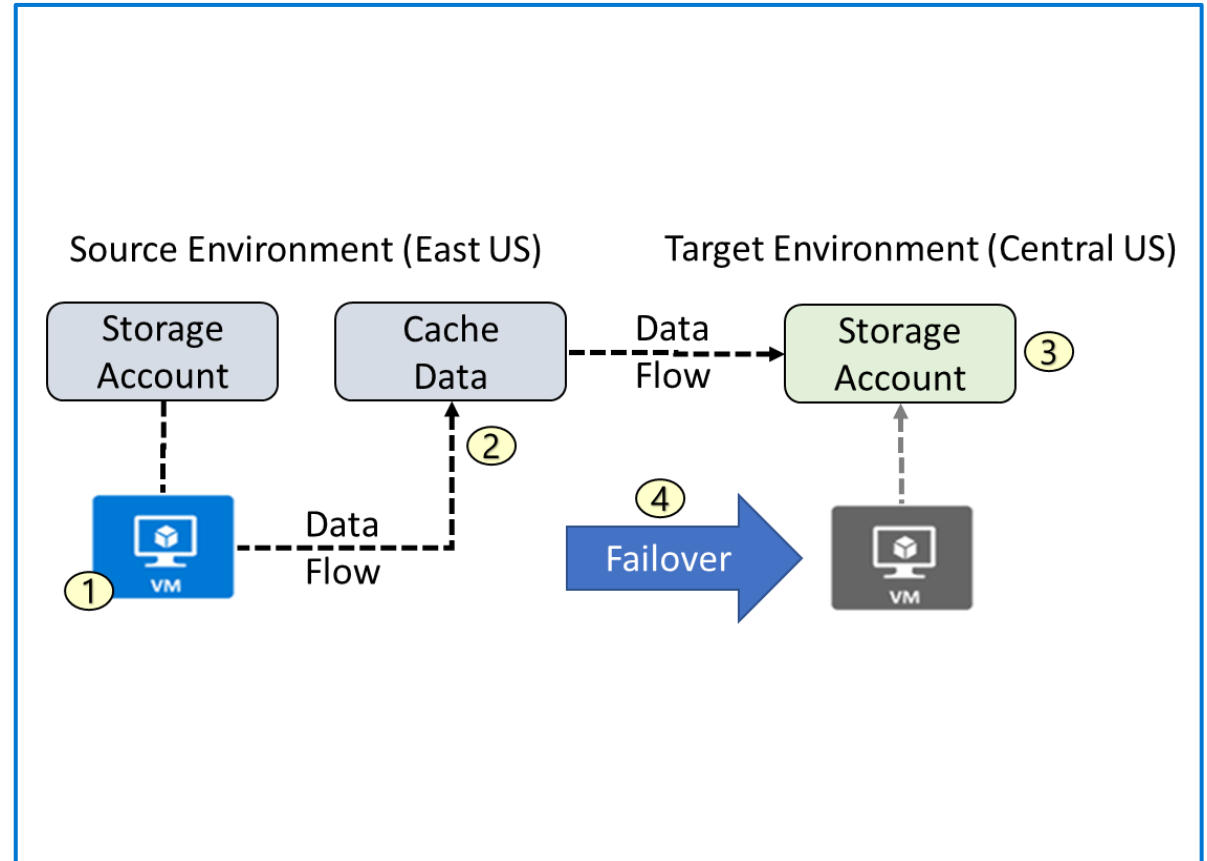 Source Environment (East US)
Target Environment (Central US)
Storage
Account
Cache
Data
Data
Flow
Storage
Account
3
2
1
VM
Data
Flow
4
Failover
VM